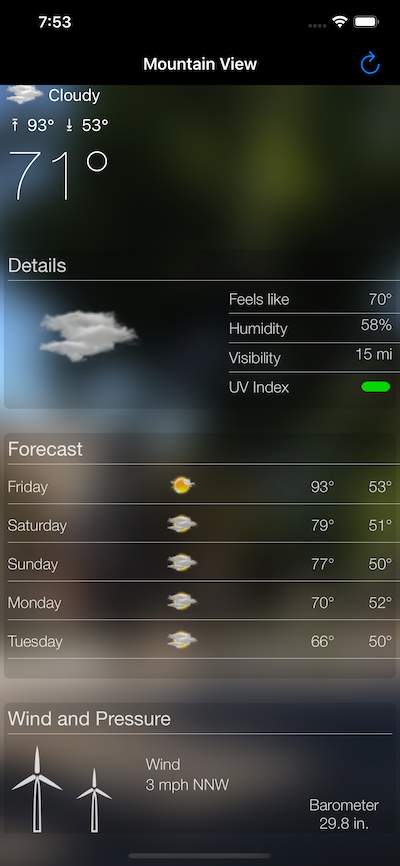 7:53
Mountain View
Cloudy
93° 53°
71°
Details
Feels like 70°
Humidity 58%
Visibility 15 mi
UV Index
Forecast
Friday 93° 53°
Saturday 79° 51°
Sunday 77° 50°
Monday 70° 52°
Tuesday 66° 50°
Wind and Pressure
Wind
3 mph NNW
Barometer
29.8 in.